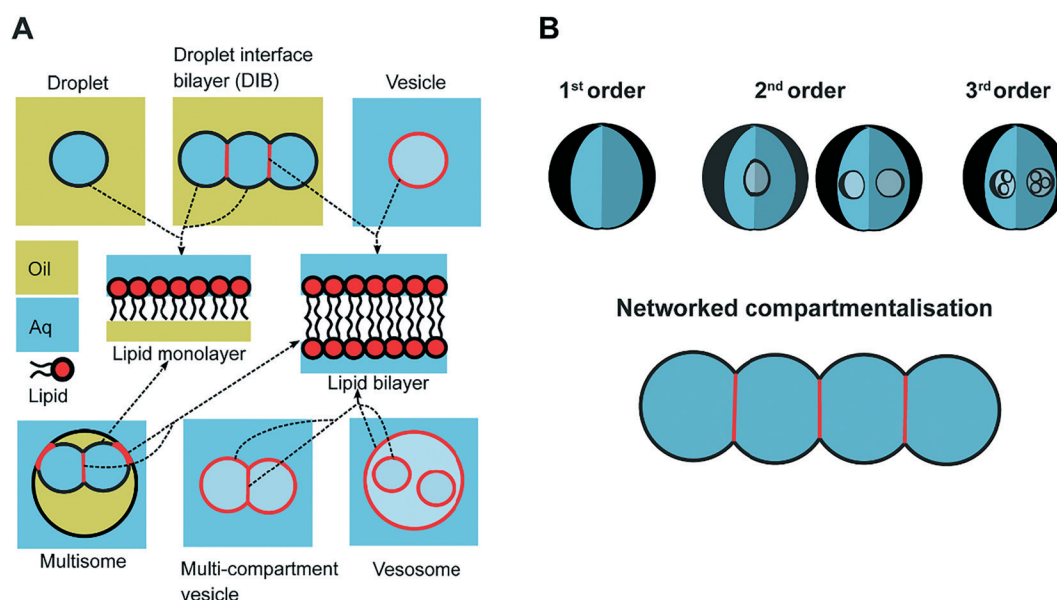 A
Droplet
Droplet interface
bilayer (DIB)
Vesicle
Oil
Aq
Lipid
Lipid monolayer
Lipid bilayer
Multisome
Multi-compartment
vesicle
Vesosome
B
1st order
2nd order
3rd order
Networked compartmentalisation